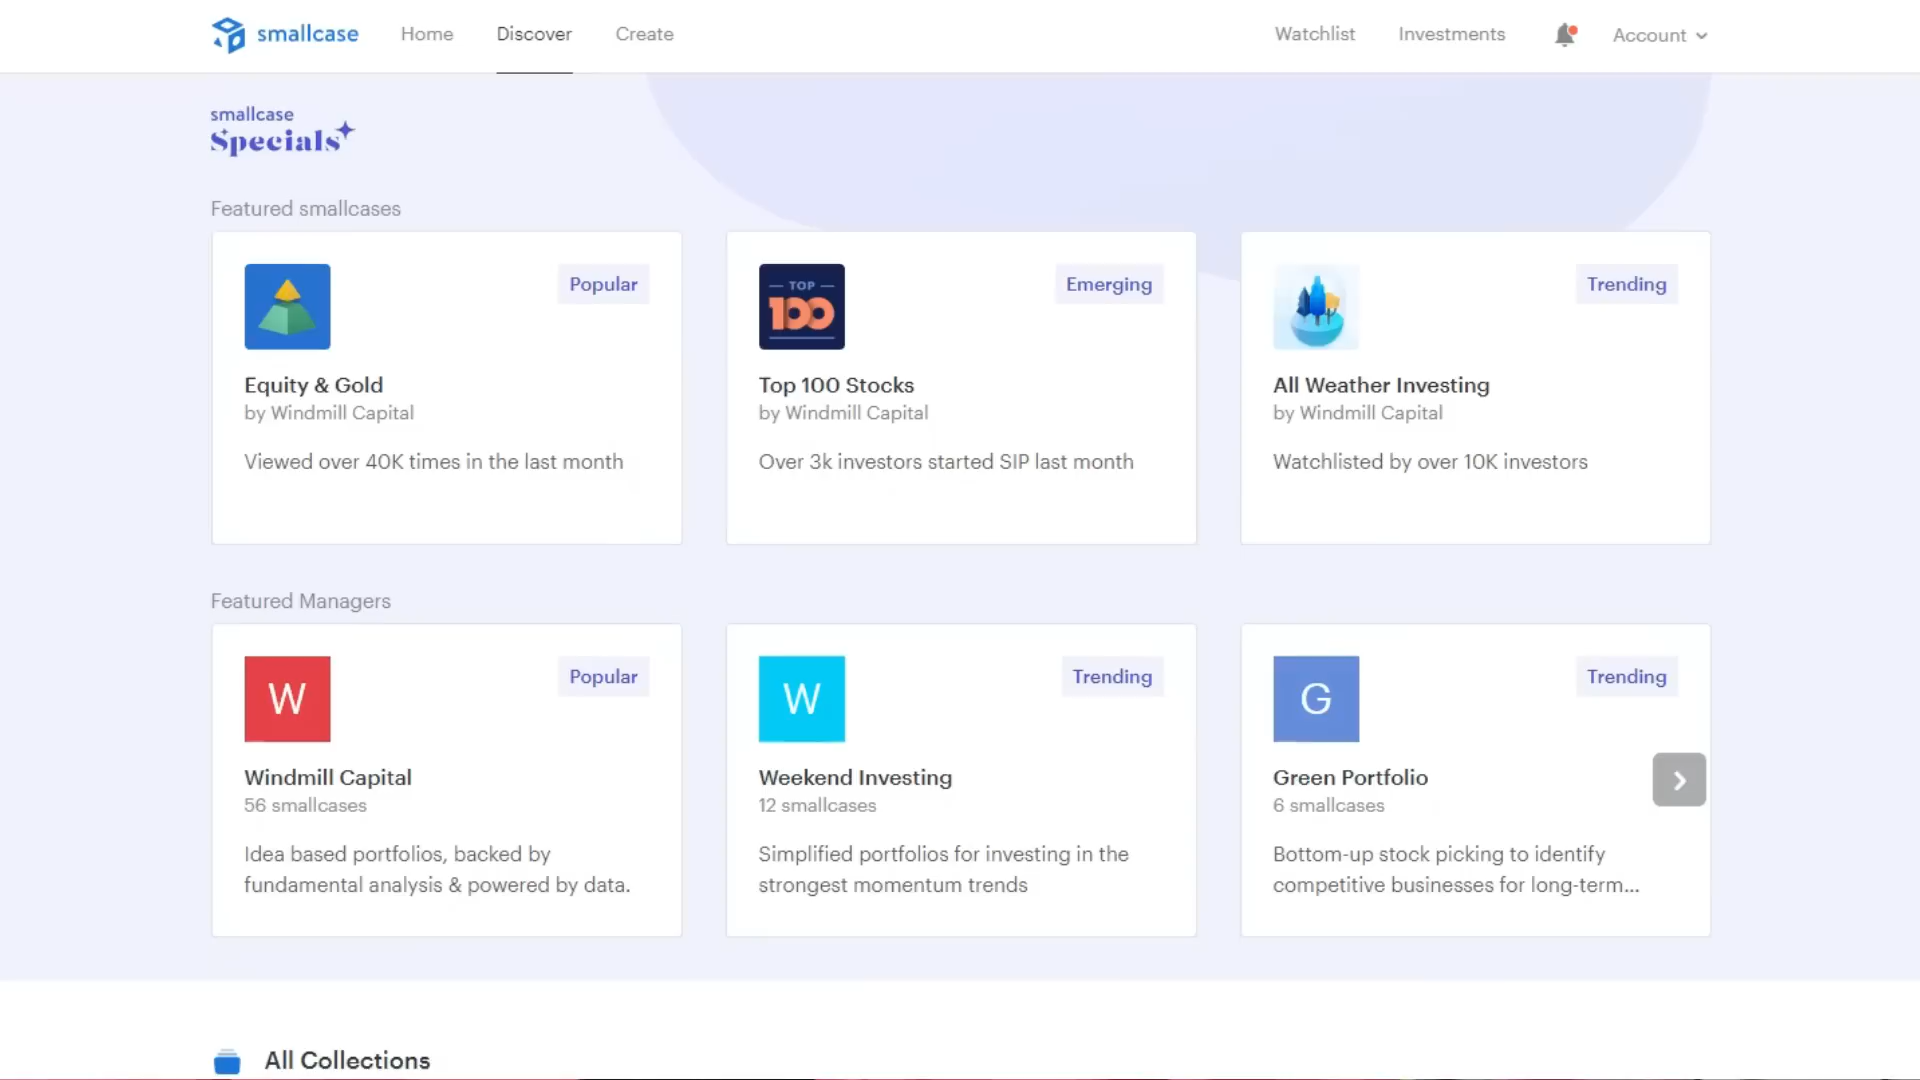 smallcase
Home
Discover
Create
Watchlist
Investments
Account
smallcase
Specials
Featured smallcases
Popular
Equity & Gold
by Windmill Capital
Viewed over 40K times in the last month
TOP
100
Emerging
Top 100 Stocks
by Windmill Capital
Over 3k investors started SIP last month
Trending
All Weather Investing
by Windmill Capital
Watchlisted by over 10K investors
Featured Managers
W
Popular
Windmill Capital
56 smallcases
Idea based portfolios, backed by
fundamental analysis & powered by data.
W
Trending
Weekend Investing
12 smallcases
Simplified portfolios for investing in the
strongest momentum trends
G
Trending
Green Portfolio
6 smallcases
Bottom-up stock picking to identify
competitive businesses for long-term...
All Collections